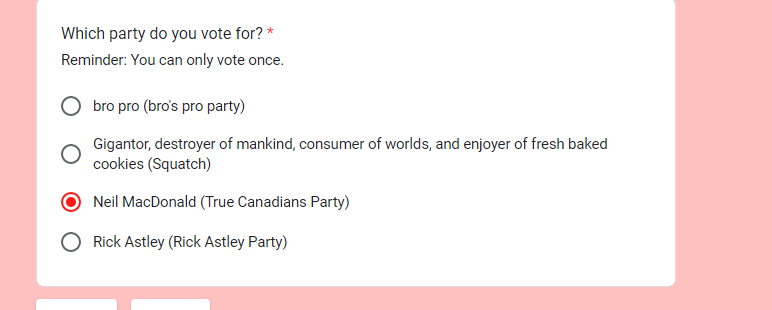 Which party do you vote for? *
Reminder: You can only vote once.
bro pro (bro's pro party)
Gigantor, destroyer of mankind, consumer of worlds, and enjoyer of fresh baked
cookies (Squatch)
Neil MacDonald (True Canadians Party)
Rick Astley (Rick Astley Party)